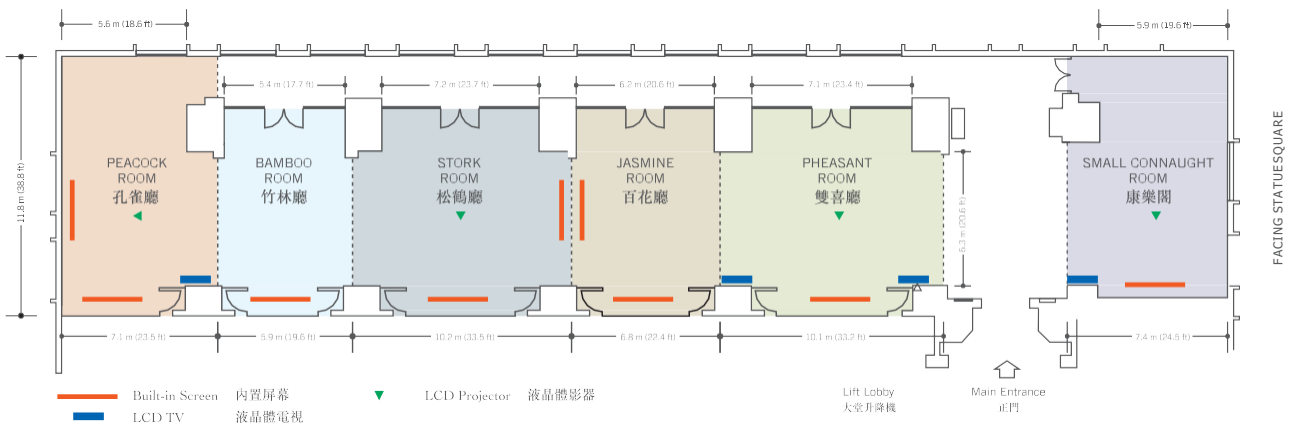 5.6 m (18.6 ft)
5.9 m (19.6 ft)
5.4 m (17.7 ft)
7.2 m (23.7 ft)
6.2 m (20.6 ft)
7.1 m (23.4 ft)
11.8 m (38.8 ft)
PEACOCK
ROOM
孔雀廳
BAMBOO
ROOM
竹林廳
STORK
ROOM
松鶴廳
JASMINE
ROOM
百花廳
PHEASANT
ROOM
雙喜廳
6.3 m (20.6 ft)
SMALL CONNAUGHT
ROOM
康樂閣
FACING STATUESQUARE
7.1 m (23.5 ft)
5.9 m (19.6 ft)
10.2 m (33.5 ft)
6.8 m (22.4 ft)
10.1 m (33.2 ft)
7.4 m (24.5 ft)
Built-in Screen 內置屏幕
LCD Projector 液晶體影器
LCD TV 液晶體電視
Lift Lobby
大堂升降機
Main Entrance
正門